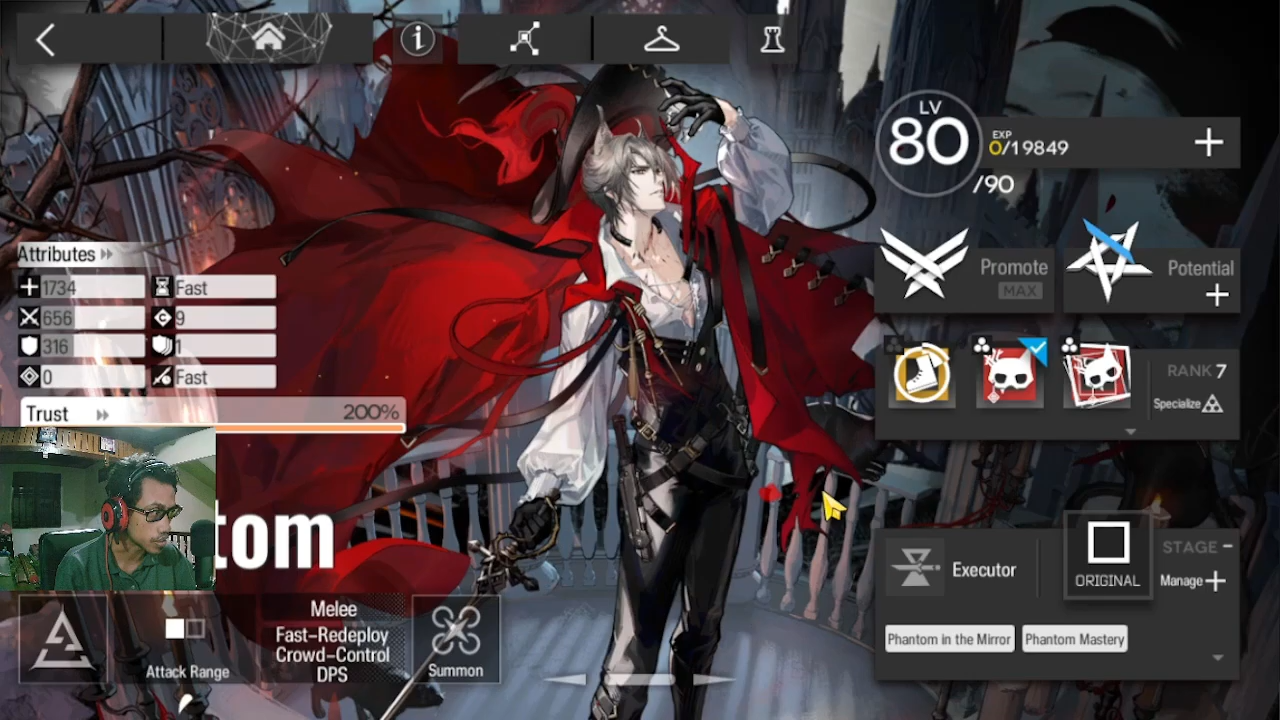 LV
80
EXP
0/19849
/90
Attributes
1734
Fast
656
9
316
1
0
Fast
Trust
200%
Promote
MAX
Potential
RANK 7
Specialize
tom
Executor
ORIGINAL
STAGE -
Manage
Phantom in the Mirror
Phantom Mastery
Attack Range
Melee
Fast-Redeploy
Crowd-Control
DPS
Summon